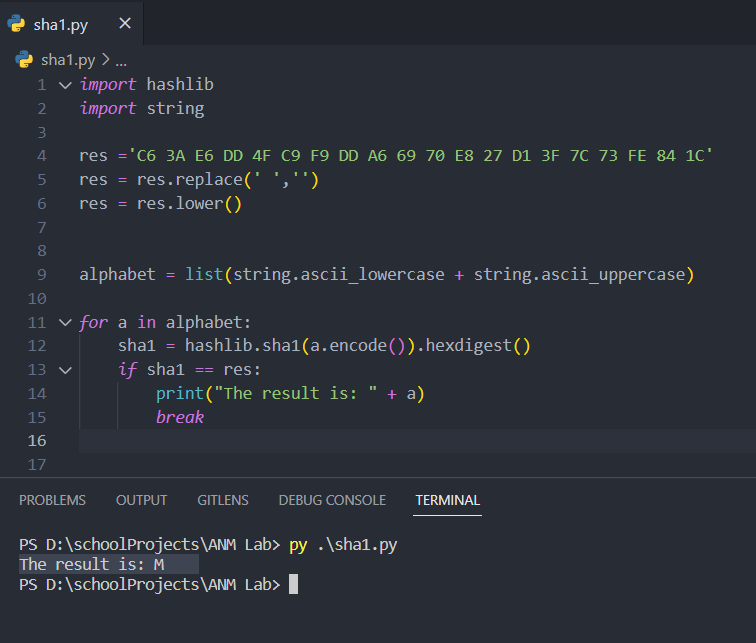 sha1.py
sha1.py > ...
1 import hashlib
2 import string
3
4 res ='C6 3A E6 DD 4F C9 F9 DD A6 69 70 E8 27 D1 3F 7C 73 FE 84 1C'
5 res = res.replace(' ','')
6 res = res.lower()
7
8
9 alphabet = list(string.ascii_lowercase + string.ascii_uppercase)
10
11 for a in alphabet:
12     sha1 = hashlib.sha1(a.encode()).hexdigest()
13     if sha1 == res:
14         print("The result is: " + a)
15         break
16
17
PROBLEMS OUTPUT GITLENS DEBUG CONSOLE TERMINAL
PS D:\schoolProjects\ANM Lab> py .\sha1.py
The result is: M
PS D:\schoolProjects\ANM Lab>